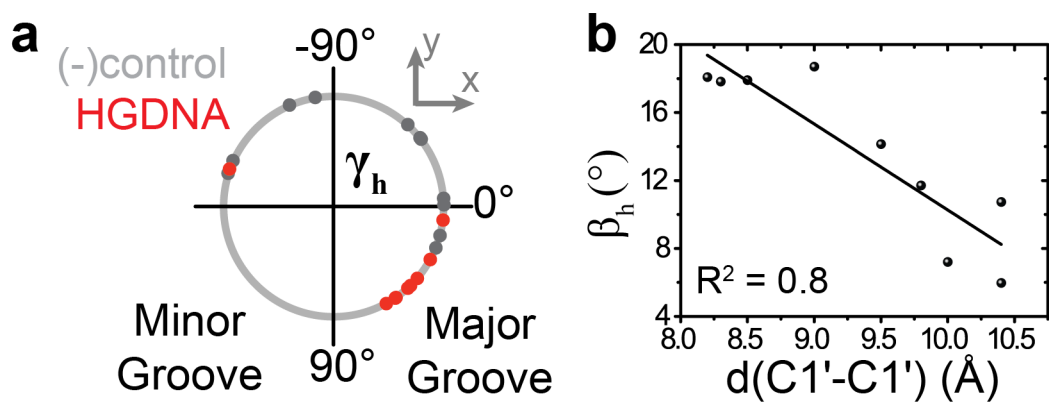 a
(-)control
HGDNA
-90°
y
x
γh
0°
Minor
Groove
90°
Major
Groove
b
20
16
12
8
4
βh (°)
R² = 0.8
8.0 8.5 9.0 9.5 10.0 10.5
d(C1'-C1') (Å)